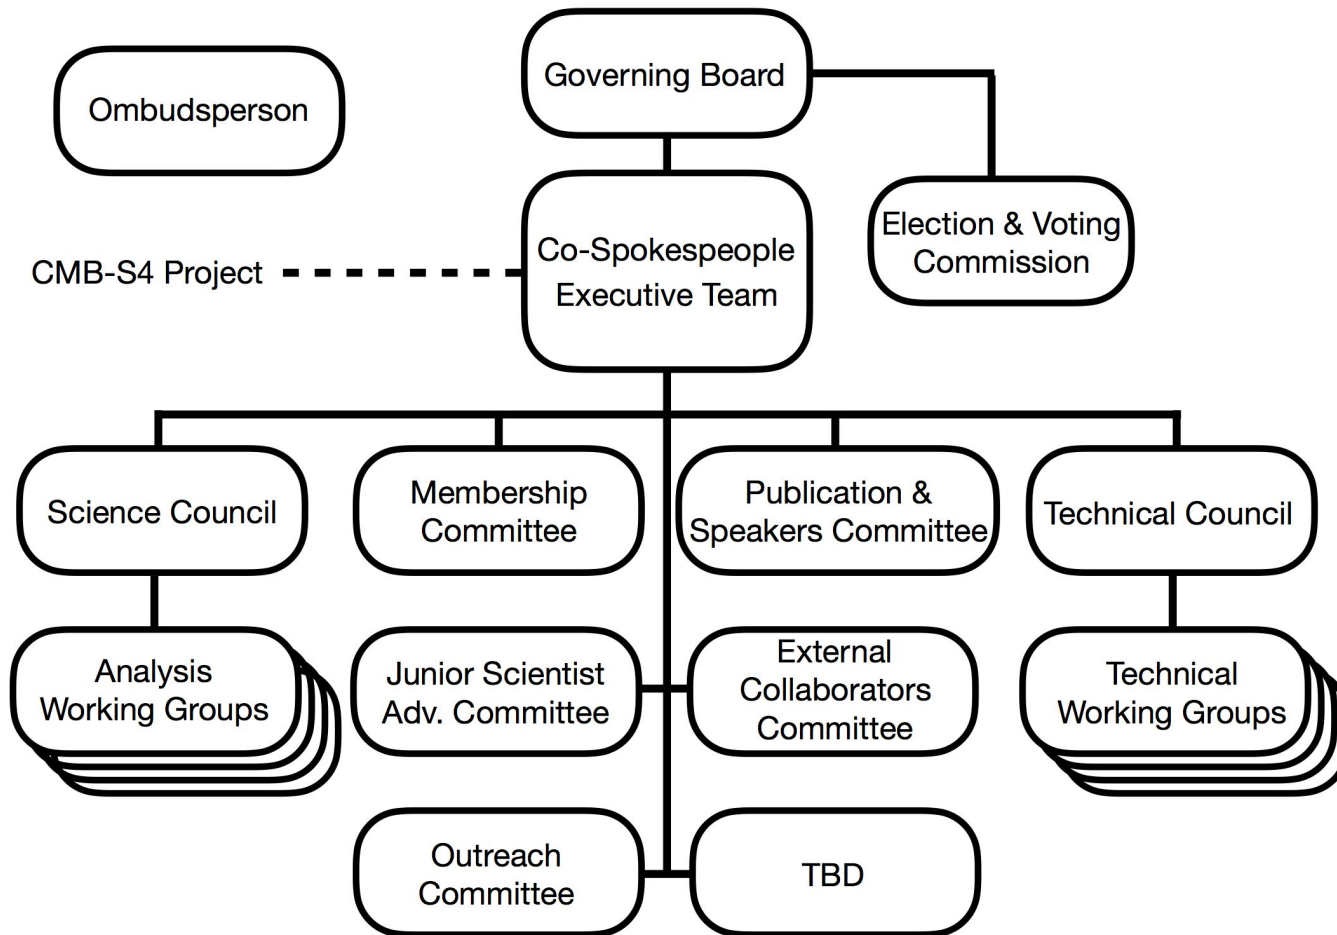 Ombudsperson
Governing Board
Election & Voting
Commission
Co-Spokespeople
Executive Team
CMB-S4 Project
Science Council
Membership
Committee
Publication &
Speakers Committee
Technical Council
Analysis
Working Groups
Junior Scientist
Adv. Committee
External
Collaborators
Committee
Technical
Working Groups
Outreach
Committee
TBD